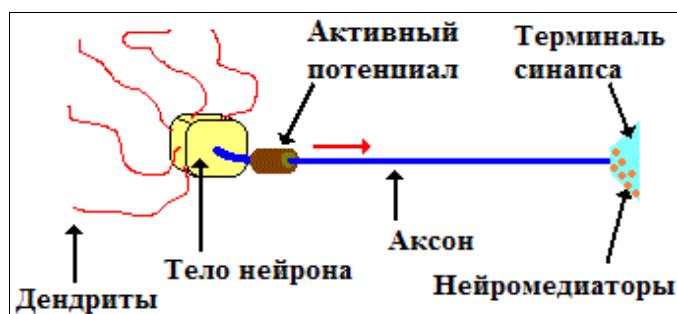 Активный
потенциал
Терминаль
синапса
Дендриты
Тело нейрона
Аксон
Нейромедиаторы